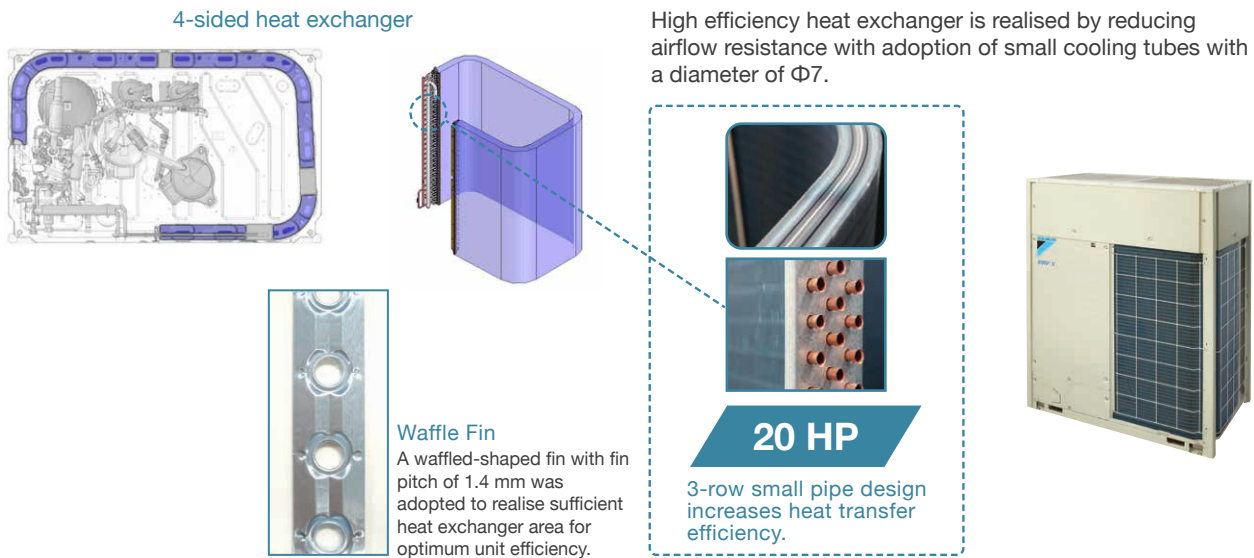 4-sided heat exchanger
High efficiency heat exchanger is realised by reducing
airflow resistance with adoption of small cooling tubes with
a diameter of Φ7.
Waffle Fin
A waffled-shaped fin with fin
pitch of 1.4 mm was
adopted to realise sufficient
heat exchanger area for
optimum unit efficiency.
20 HP
3-row small pipe design
increases heat transfer
efficiency.